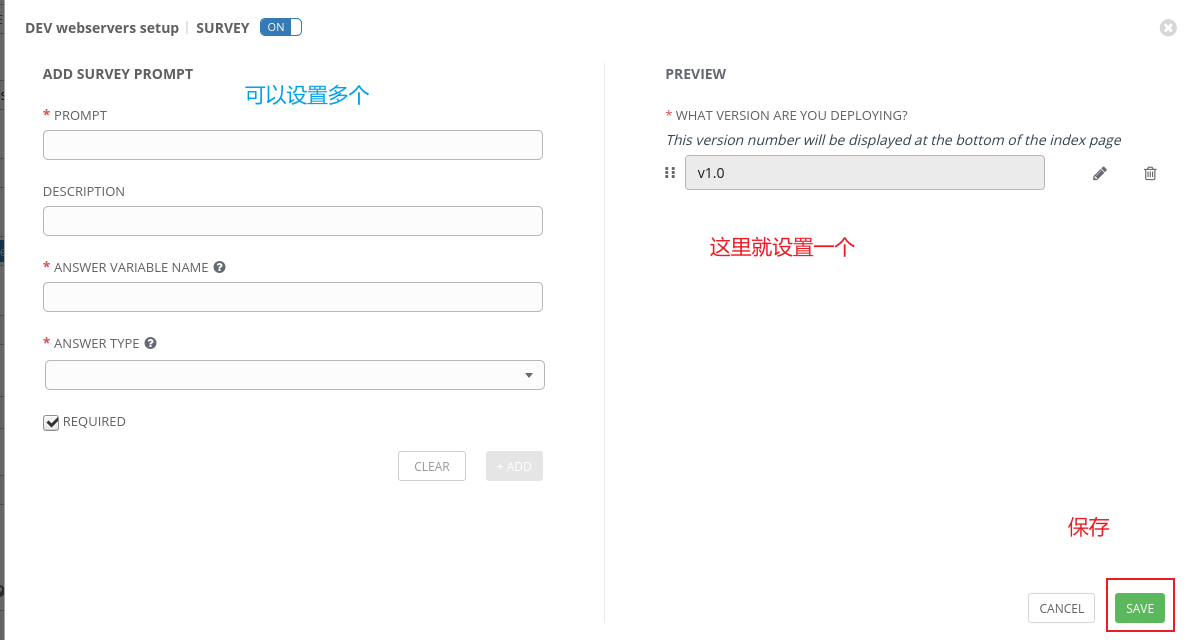 DEV webservers setup | SURVEY ON
ADD SURVEY PROMPT
可以设置多个
* PROMPT
DESCRIPTION
* ANSWER VARIABLE NAME
* ANSWER TYPE
REQUIRED
CLEAR
+ ADD
PREVIEW
* WHAT VERSION ARE YOU DEPLOYING?
This version number will be displayed at the bottom of the index page
v1.0
这里就设置一个
保存
CANCEL
SAVE